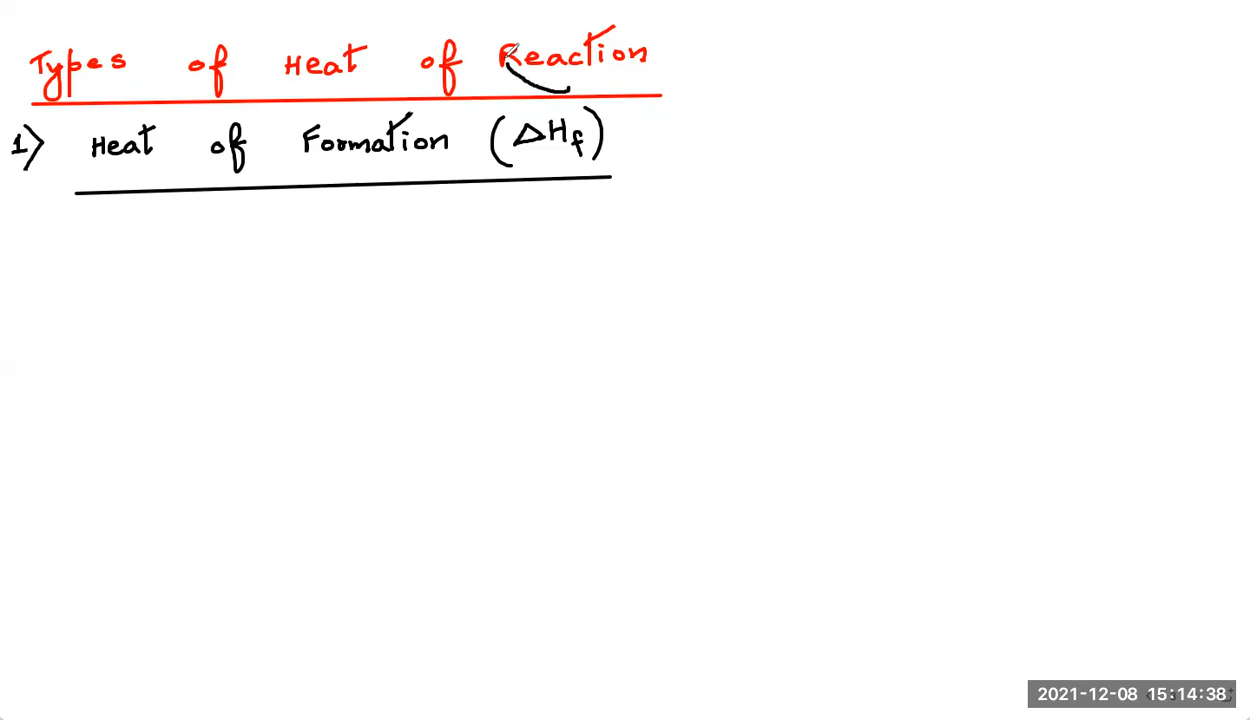 Types of Heat of Reaction
1) Heat of Formation (ΔHf)
2021-12-08 15:14:38